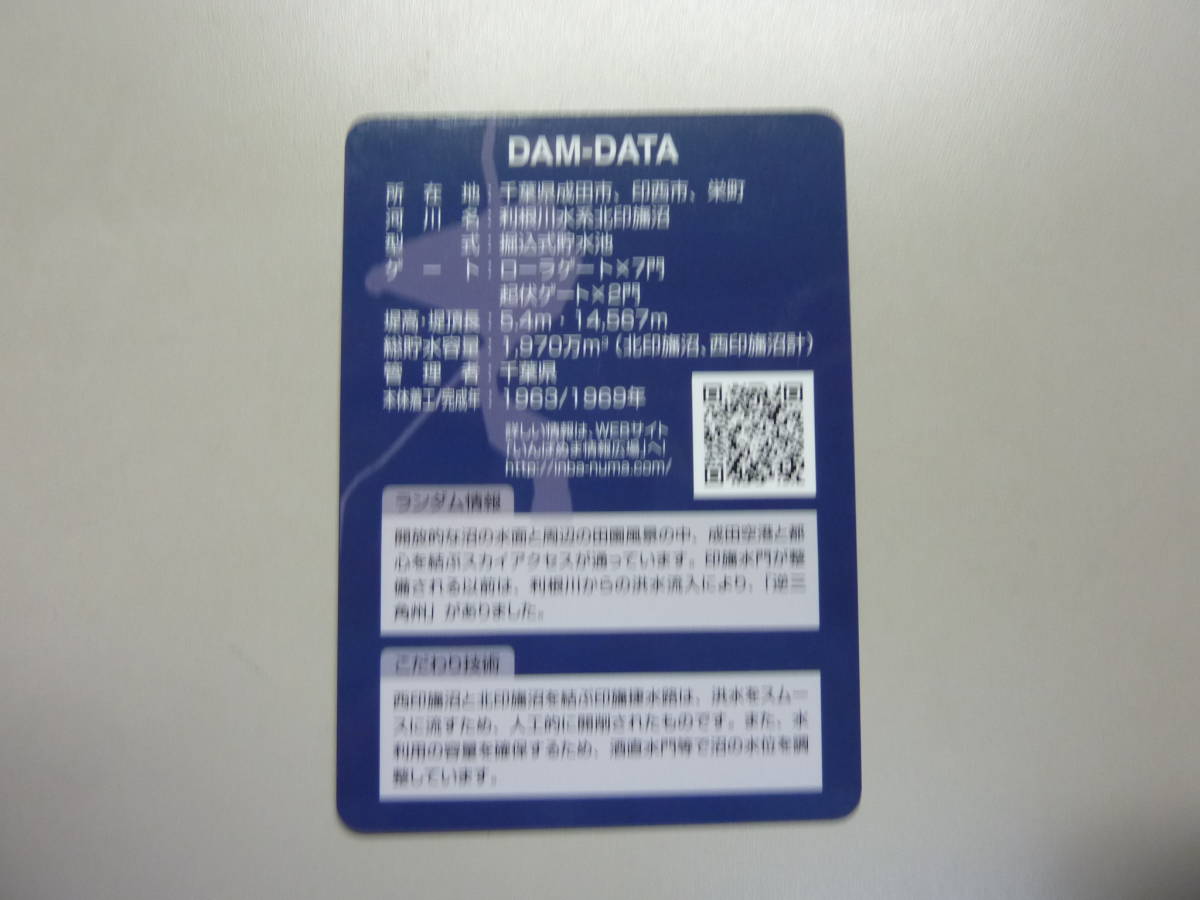 DAM-DATA
所在地：千葉県成田市、印西市、栄町
河川名：利根川水系北印旛沼
型式：掘込式貯水池
ゲート：ローラゲート×7門
起伏ゲート×2門
堤高・堤頂長：5.4m・14,567m
総貯水容量：1,970万m³（北印旛沼、西印旛沼計）
管理者：千葉県
本体着工/完成年：1963/1969年
詳しい情報は、WEBサイト
「いんばぬま情報広場」へ！
http://inba-numa.com/
ランダム情報
開放的な沼の水面と周辺の田園風景の中、成田空港と都
心を結ぶスカイアクセスが通っています。印旛水門が整
備される以前は、利根川からの洪水流入により、「逆三
角州」がありました。
こだわり技術
西印旛沼と北印旛沼を結ぶ印旛捷水路は、洪水をスムー
スに流すため、人工的に開削されたものです。また、水
利用の容量を確保するため、酒直水門等で沼の水位を調
整しています。